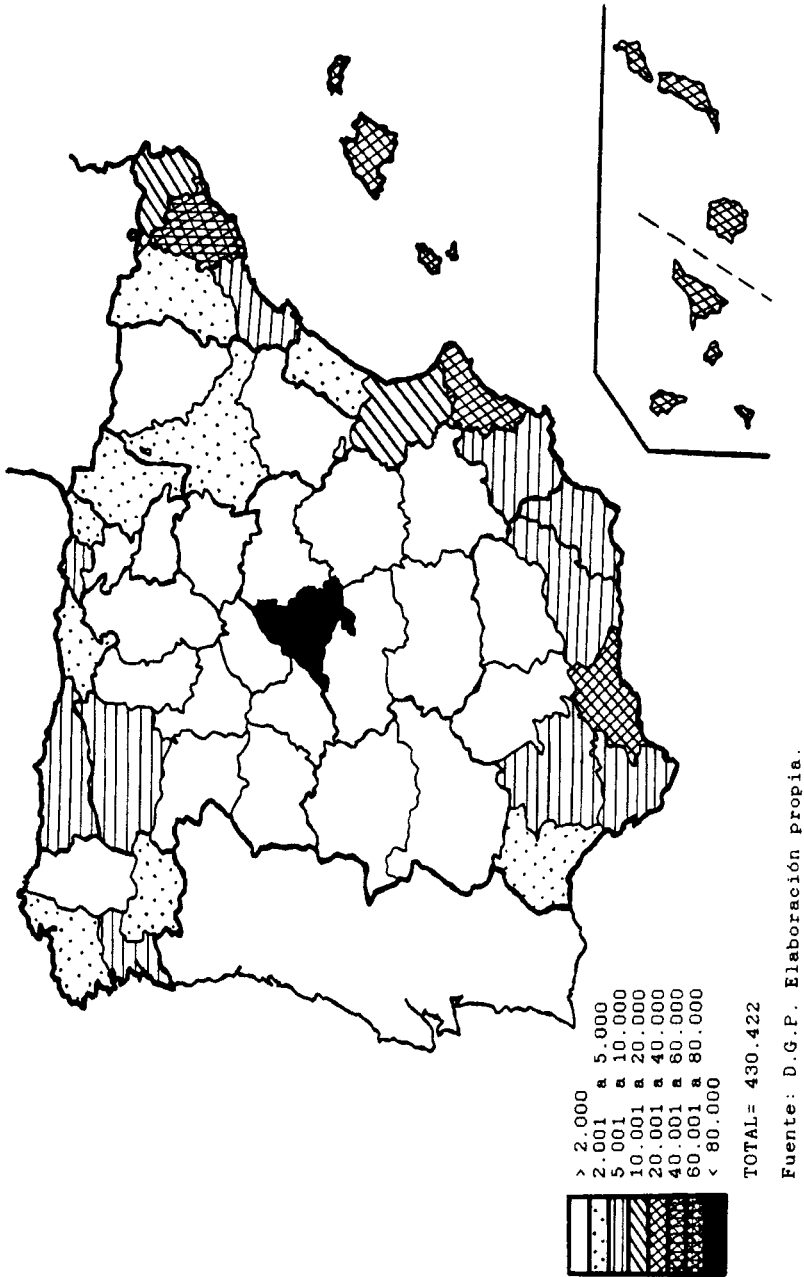 > 2.000
2.001 a 5.000
5.001 a 10.000
10.001 a 20.000
20.001 a 40.000
40.001 a 60.000
60.001 a 80.000
< 80.000
TOTAL= 430.422
Fuente: D.G.P. Elaboración propia.